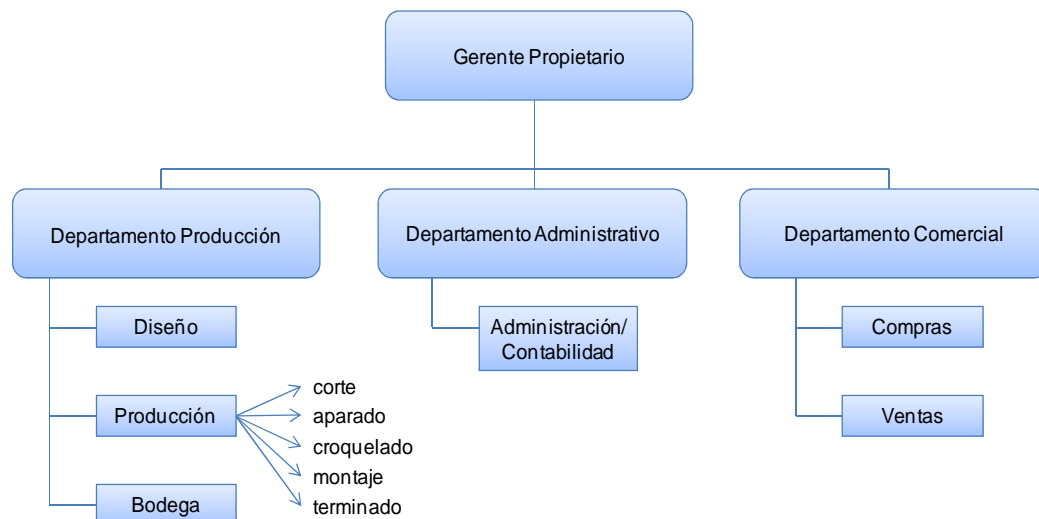 Gerente Propietario
Departamento Producción
Departamento Administrativo
Departamento Comercial
Diseño
Administración/
Contabilidad
Compras
Producción
corte
aparado
croquelado
montaje
terminado
Ventas
Bodega